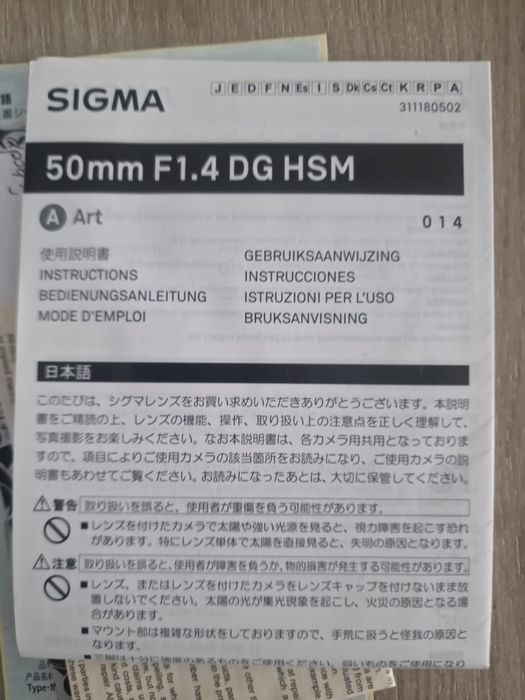 SIGMA
J E D F N Es I S Dk Cs Ct K R P A
311180502
50mm F1.4 DG HSM
A Art
014
使用説明書
INSTRUCTIONS
BEDIENUNGSANLEITUNG
MODE D'EMPLOI
GEBRUIKSAANWIJZING
INSTRUCCIONES
ISTRUZIONI PER L'USO
BRUKSANVISNING
日本語
このたびは、シグマレンズをお買い求めいただきありがとうございます。本説明
書をご精読の上、レンズの機能、操作、取り扱い上の注意点を正しく理解して、
写真撮影をお楽しみください。なお本説明書は、各カメラ用共用となっておりま
すので、項目によりご使用カメラの該当箇所をお読みになり、ご使用カメラの説
明書もあわせてご覧ください。お読みになったあとは、大切に保管してください。
警告 取り扱いを誤ると、使用者が重傷を負う可能性があります。
■レンズを付けたカメラで太陽や強い光源を見ると、視力障害を起こす恐れ
があります。特にレンズ単体で太陽を直接見ると、失明の原因となります。
注意 取り扱いを誤ると、使用者が障害を負うか、物的損害が発生する可能性があります。
■レンズ、またはレンズを付けたカメラをレンズキャップを付けないまま放
置しないでください。太陽の光が集光現象を起こし、火災の原因となる場
合があります。
■マウント部は複雑な形状をしておりますので、手荒に扱うと怪我の原因と
なります。
产品名称